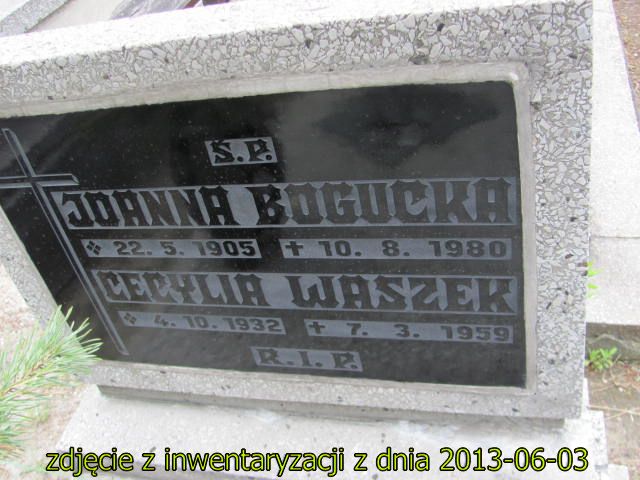 Ś.P.
JOANNA BOGUCKA
* 22. 5. 1905 + 10. 8. 1980
CECYLIA WASZEK
* 4. 10. 1932 + 7. 3. 1959
R.I.P.
zdjęcie z inwentaryzacji z dnia 2013-06-03